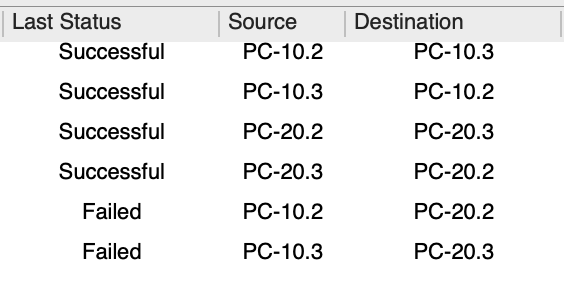 Last Status Source Destination
Successful PC-10.2 PC-10.3
Successful PC-10.3 PC-10.2
Successful PC-20.2 PC-20.3
Successful PC-20.3 PC-20.2
Failed PC-10.2 PC-20.2
Failed PC-10.3 PC-20.3